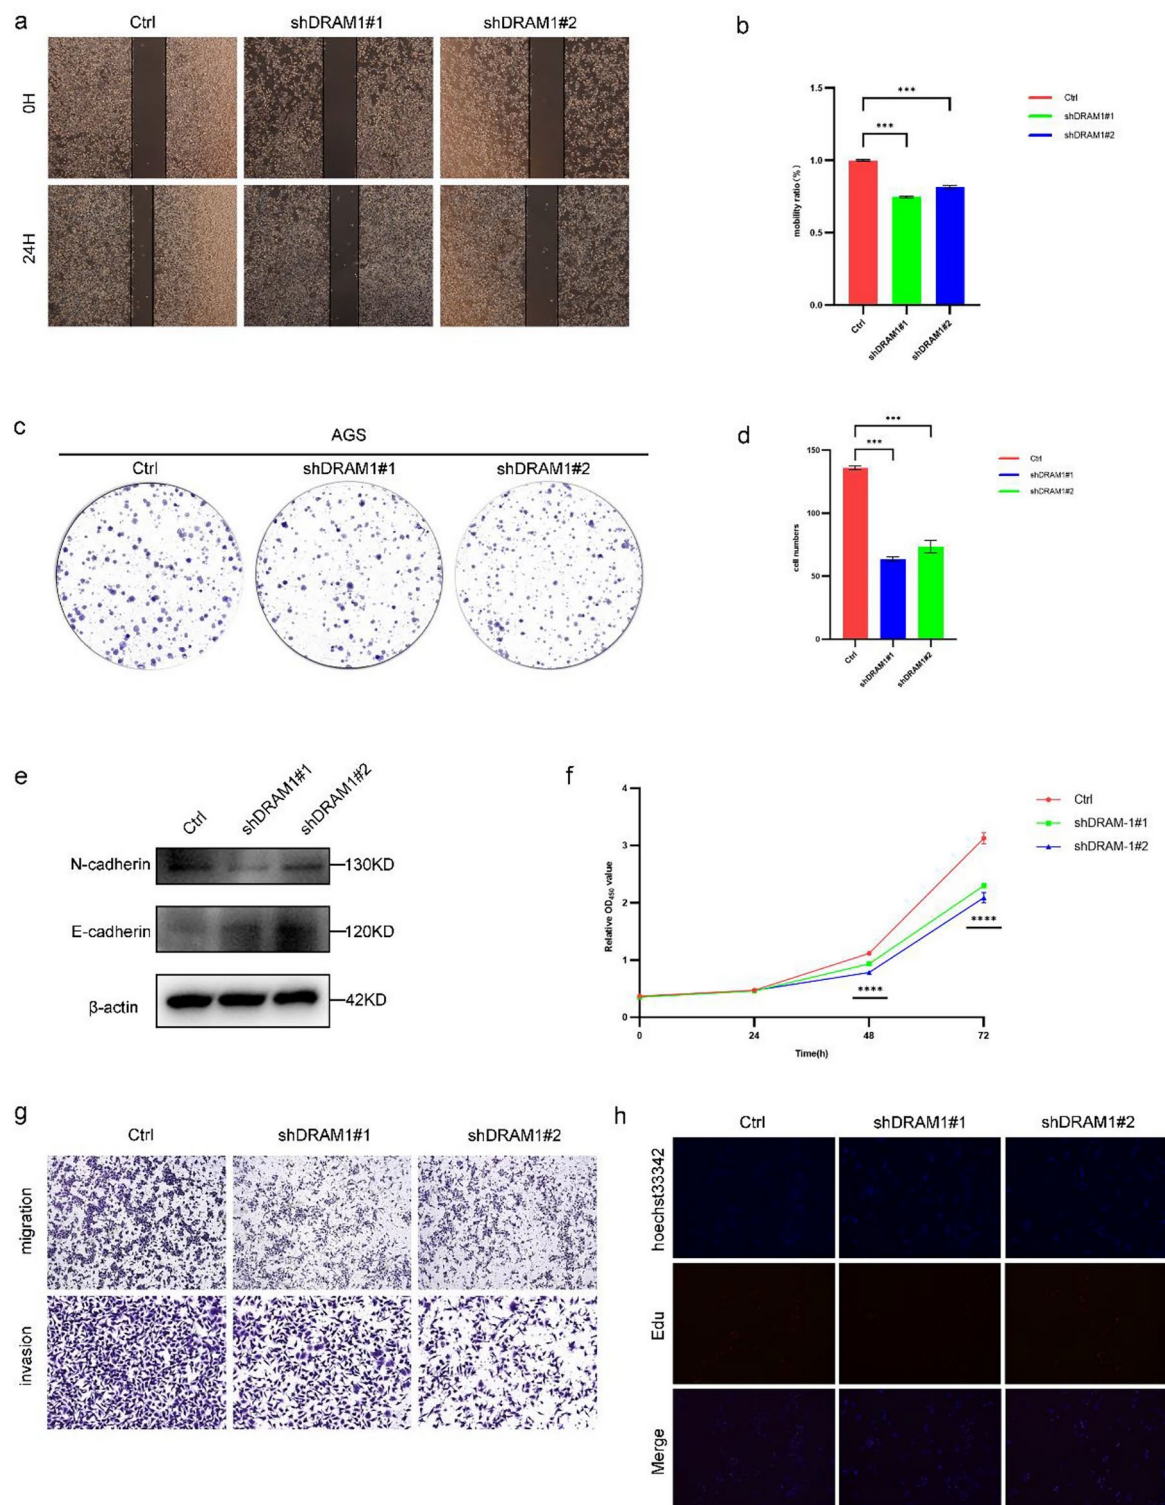 a
Ctrl
shDRAM1#1
shDRAM1#2
0H
24H
b
1.5
1.0
0.5
0.0
mobility ratio (%)
***
***
Ctrl
shDRAM1#1
shDRAM1#2
Ctrl
shDRAM1#1
shDRAM1#2
c
AGS
Ctrl
shDRAM1#1
shDRAM1#2
d
150
100
50
0
cell numbers
***
***
Ctrl
shDRAM1#1
shDRAM1#2
Ctrl
shDRAM1#1
shDRAM1#2
e
Ctrl
shDRAM1#1
shDRAM1#2
N-cadherin
130KD
E-cadherin
120KD
β-actin
42KD
f
4
3
2
1
0
Relative OD450 value
0
24
48
72
Time(h)
****
****
Ctrl
shDRAM-1#1
shDRAM-1#2
g
Ctrl
shDRAM1#1
shDRAM1#2
migration
invasion
h
Ctrl
shDRAM1#1
shDRAM1#2
hoechst33342
Edu
Merge